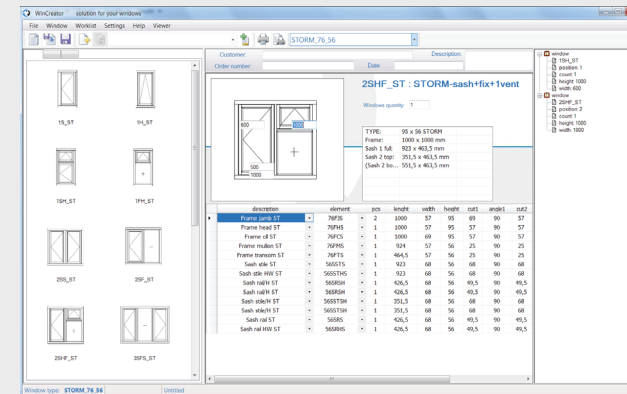 WinCreator solution for your windows
File Window Worklist Settings Help Viewer
STORM_76_56
Customer: Description:
Order number: Date:
2SHF_ST : STORM-sash+fix+1vent
Windows quantity: 1
600 1000
500
1000
TYPE: 95 x 56 STORM
Frame: 1000 x 1000 mm
Sash 1 full: 923 x 463,5 mm
Sash 2 top: 351,5 x 463,5 mm
(Sash 2 bo... 551,5 x 463,5 mm)
1S_ST 1H_ST
1SH_ST 1FH_ST
2SS_ST 2SF_ST
2SHF_ST 3SFS_ST
description element pcs lenght width height cut1 angle1 cut2
Frame jamb ST 76FJS 2 1000 57 95 69 90 57
Frame head ST 76FHS 1 1000 57 95 57 90 57
Frame cil ST 76FCS 1 1000 69 95 57 90 57
Frame mullion ST 76FMS 1 924 57 56 25 90 25
Frame transom ST 76FTS 1 464,5 57 56 25 90 25
Sash stile ST 56SSTS 1 923 68 56 68 90 68
Sash stile HW ST 56SSTHS 1 923 68 56 68 90 68
Sash rail/H ST 56SRSH 1 426,5 68 56 49,5 90 49,5
Sash rail/H ST 56SRSH 1 426,5 68 56 49,5 90 49,5
Sash stile/H ST 56SSTSH 1 351,5 68 56 68 90 68
Sash stile/H ST 56SSTSH 1 351,5 68 56 68 90 68
Sash rail ST 56SRS 1 426,5 68 56 49,5 90 49,5
Sash rail HW ST 56SRHS 1 426,5 68 56 49,5 90 49,5
window
1SH_ST
position: 1
count: 1
height: 1000
width: 600
window
2SHF_ST
position: 2
count: 1
height: 1000
width: 1000
Window type: STORM_76_56 Untitled